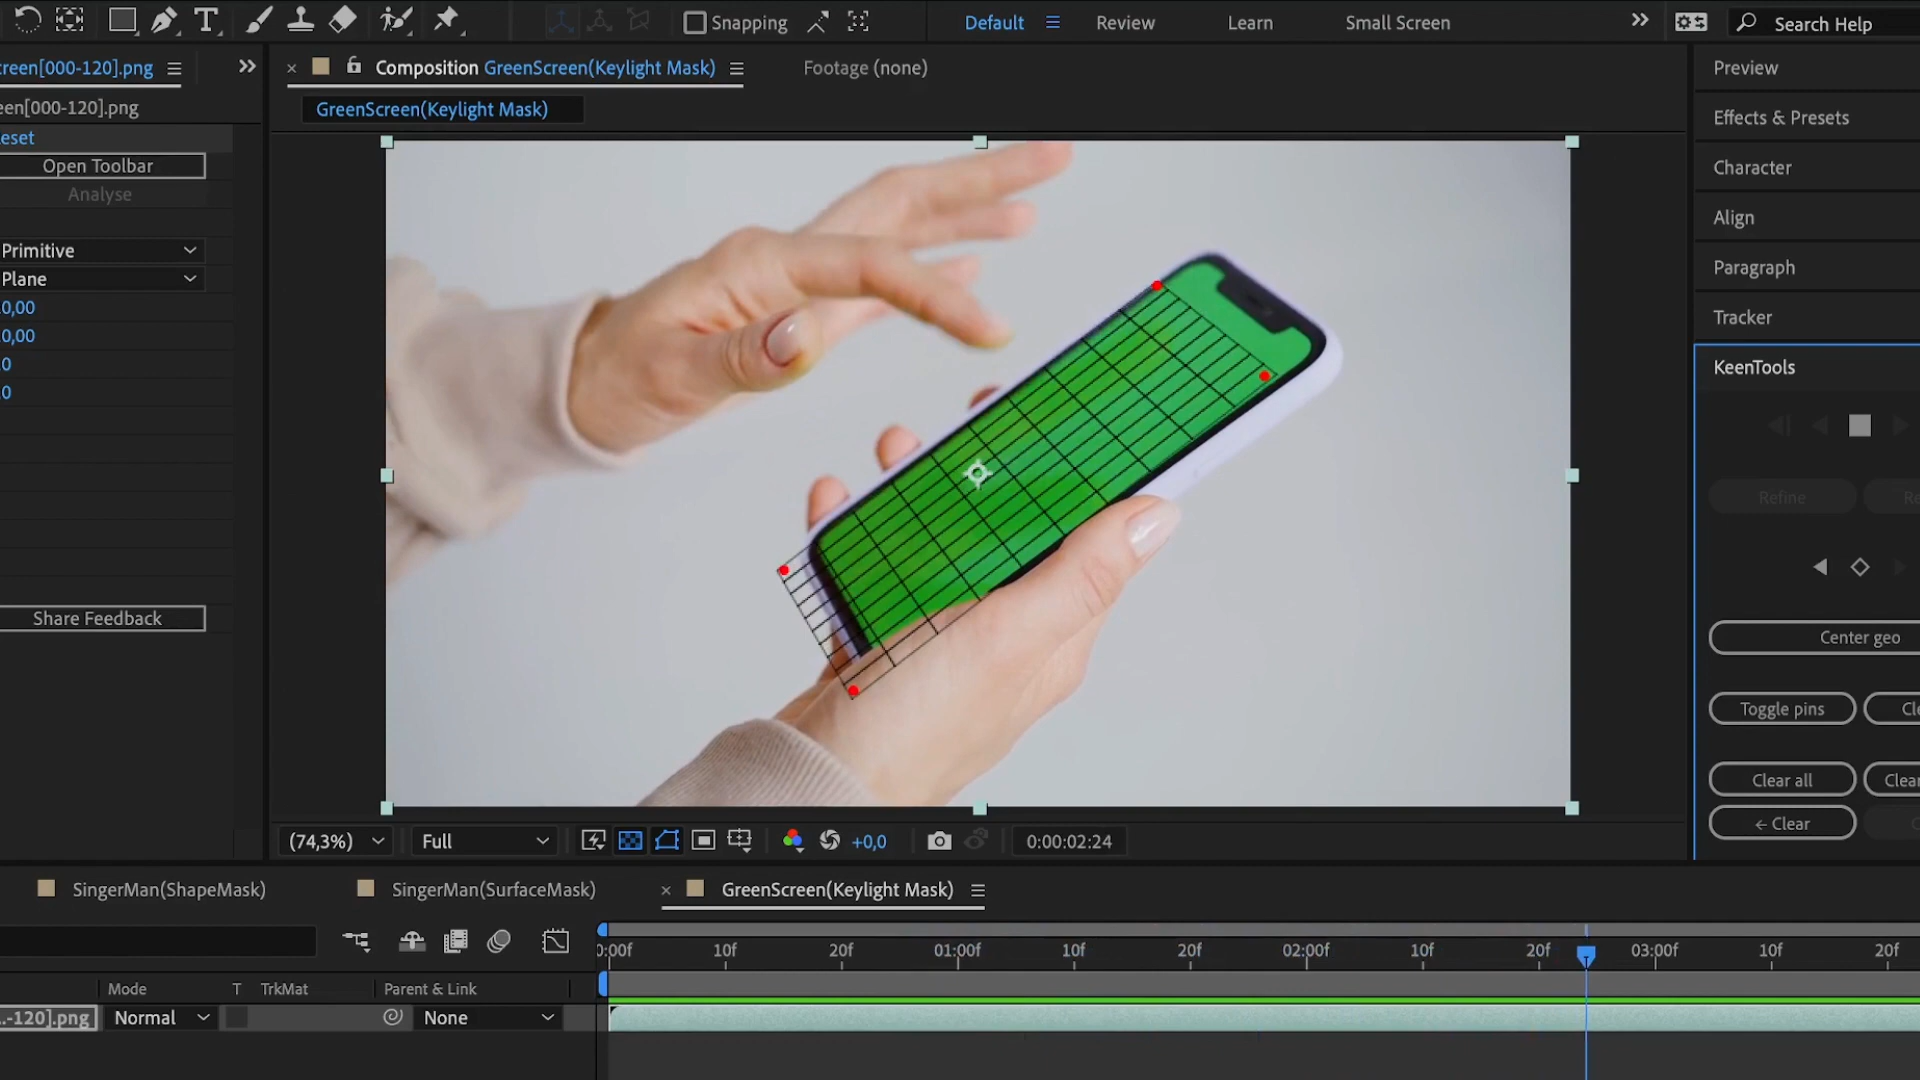 Snapping
Default
Review
Learn
Small Screen
Search Help
reen[000-120].png
Composition GreenScreen(Keylight Mask)
Footage (none)
Preview
een[000-120].png
GreenScreen(Keylight Mask)
Effects & Presets
eset
Open Toolbar
Analyse
Character
Align
Primitive
Plane
Paragraph
0,00
Tracker
0,00
0
KeenTools
0
Refine
Re
Share Feedback
Center geo
Toggle pins
Cle
Clear all
Clear
← Clear
(74,3%)
Full
+0,0
0:00:02:24
SingerMan(ShapeMask)
SingerMan(SurfaceMask)
GreenScreen(Keylight Mask)
0:00f 10f 20f 01:00f 10f 20f 02:00f 10f 20f 03:00f 10f 20f
Mode
T
TrkMat
Parent & Link
..-120].png
Normal
None